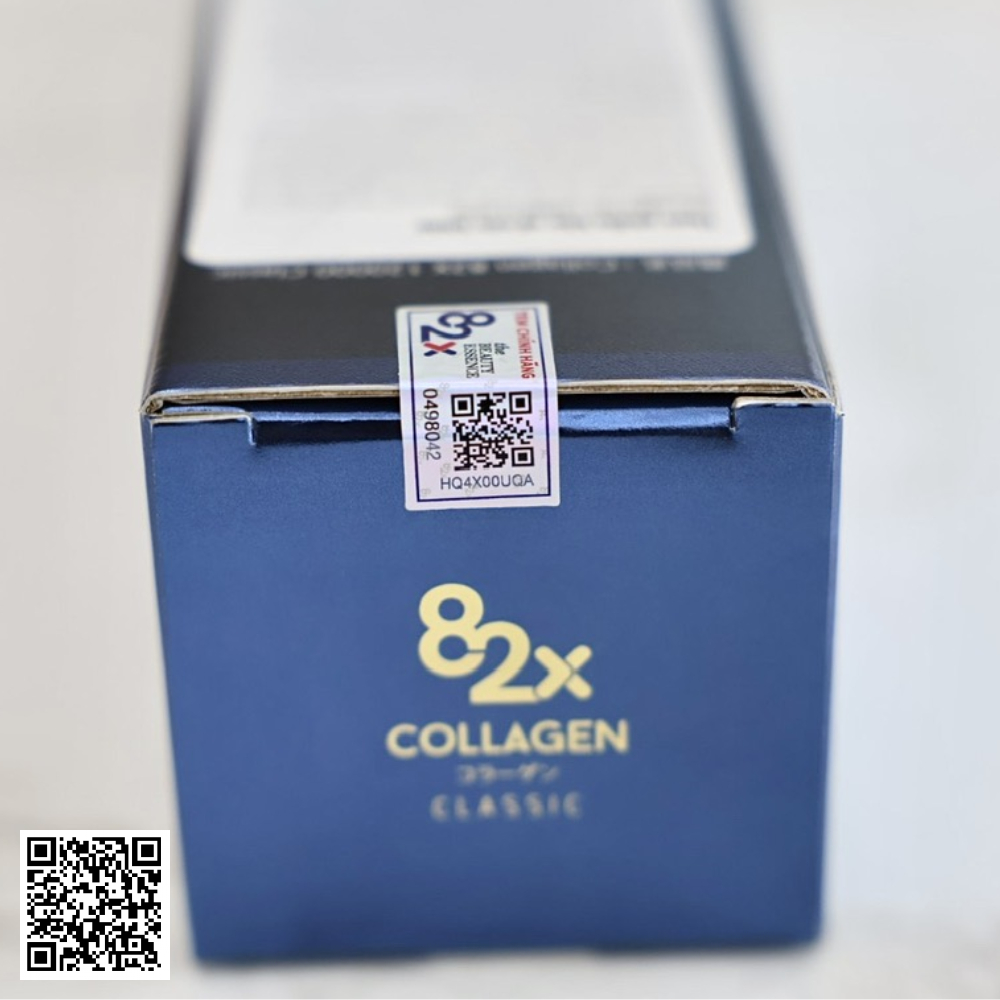 TEM CHÍNH HÃNG
82x
the
BEAUTY
ESSENCE
0498042
HQ4X00UQA
82x
COLLAGEN
コラーゲン
CLASSIC